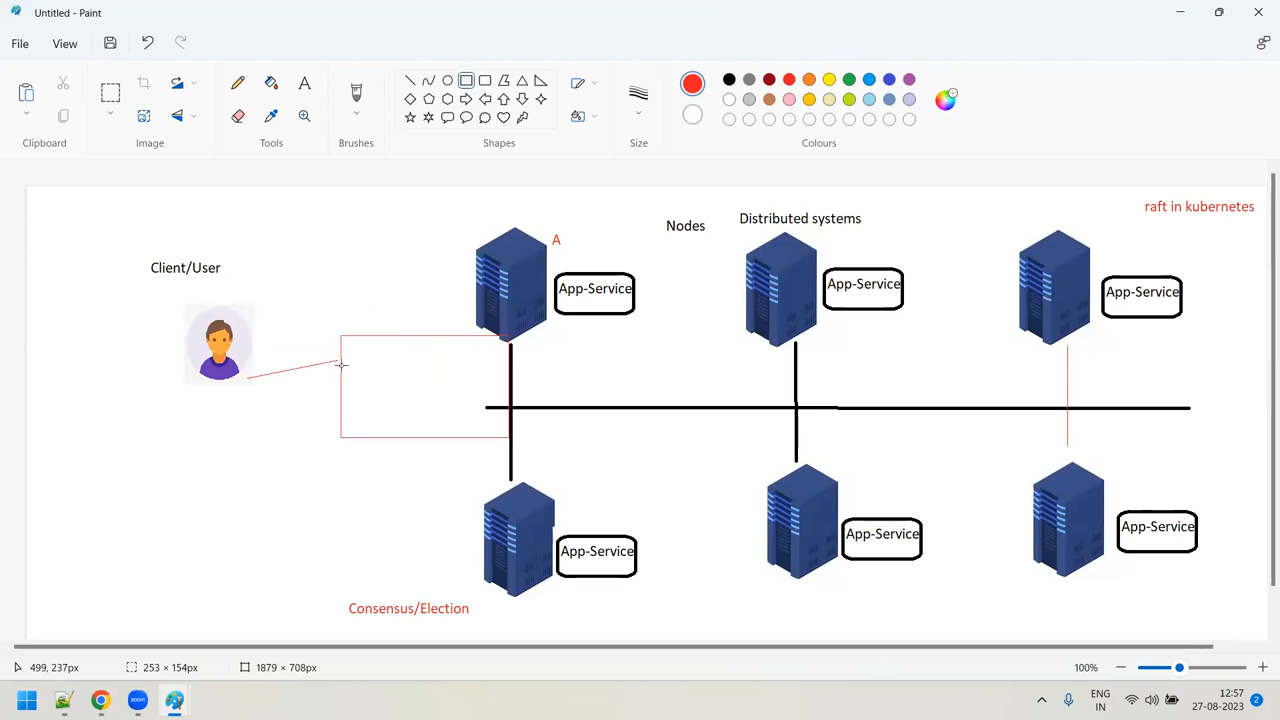 Untitled - Paint
File
View
Clipboard
Image
Tools
Brushes
Shapes
Size
Colours
raft in kubernetes
Distributed systems
Nodes
A
Client/User
App-Service
App-Service
App-Service
App-Service
App-Service
App-Service
Consensus/Election
499, 237px
253 × 154px
1879 × 708px
100%
ENG
IN
12:57
27-08-2023
2
zoom